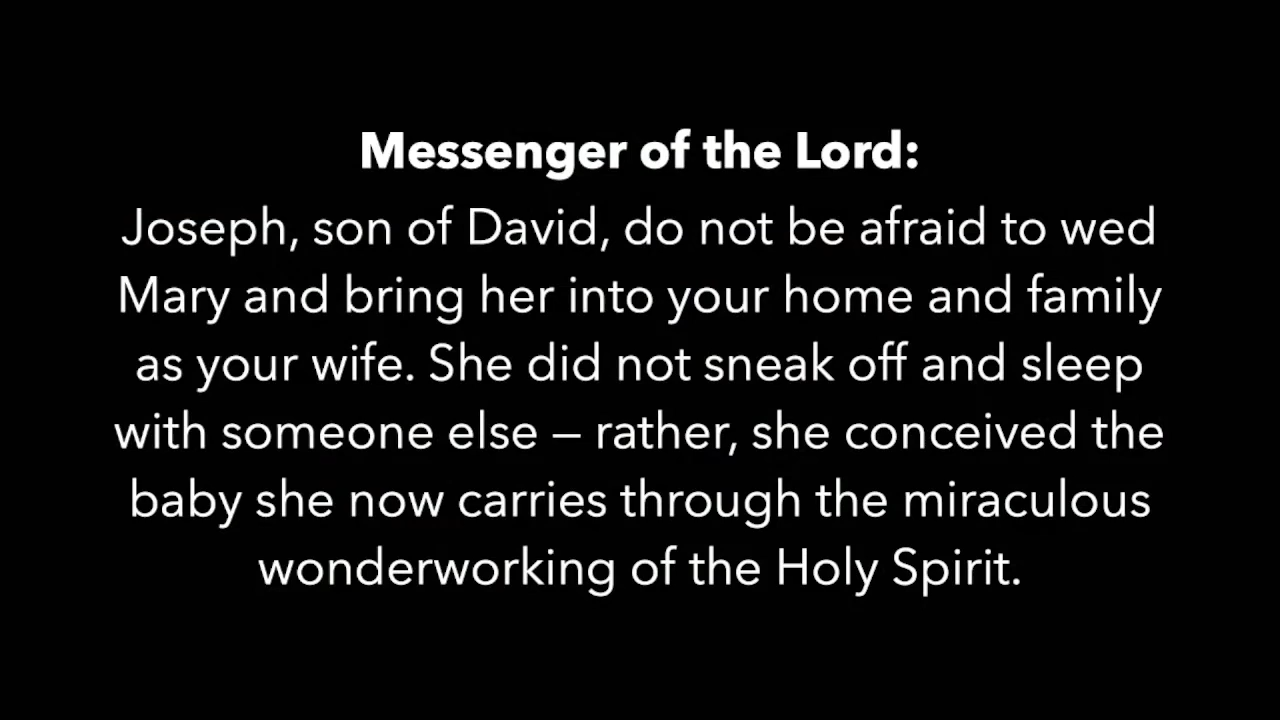 Messenger of the Lord:
Joseph, son of David, do not be afraid to wed
Mary and bring her into your home and family
as your wife. She did not sneak off and sleep
with someone else – rather, she conceived the
baby she now carries through the miraculous
wonderworking of the Holy Spirit.